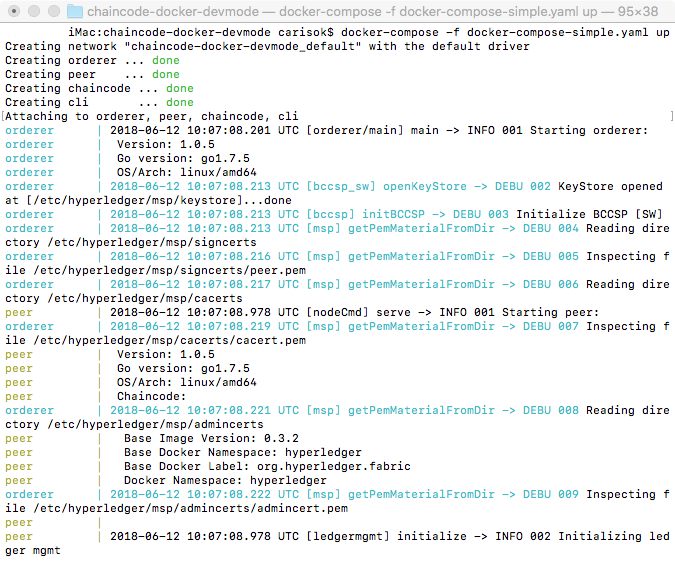 chaincode-docker-devmode — docker-compose -f docker-compose-simple.yaml up — 95×38
iMac:chaincode-docker-devmode carisok$ docker-compose -f docker-compose-simple.yaml up
Creating network "chaincode-docker-devmode_default" with the default driver
Creating orderer ... done
Creating peer    ... done
Creating chaincode ... done
Creating cli       ... done
[Attaching to orderer, peer, chaincode, cli ]
orderer      | 2018-06-12 10:07:08.201 UTC [orderer/main] main -> INFO 001 Starting orderer:
orderer      |  Version: 1.0.5
orderer      |  Go version: go1.7.5
orderer      |  OS/Arch: linux/amd64
orderer      | 2018-06-12 10:07:08.213 UTC [bccsp_sw] openKeyStore -> DEBU 002 KeyStore opened
at [/etc/hyperledger/msp/keystore]...done
orderer      | 2018-06-12 10:07:08.213 UTC [bccsp] initBCCSP -> DEBU 003 Initialize BCCSP [SW]
orderer      | 2018-06-12 10:07:08.213 UTC [msp] getPemMaterialFromDir -> DEBU 004 Reading dire
ctory /etc/hyperledger/msp/signcerts
orderer      | 2018-06-12 10:07:08.216 UTC [msp] getPemMaterialFromDir -> DEBU 005 Inspecting f
ile /etc/hyperledger/msp/signcerts/peer.pem
orderer      | 2018-06-12 10:07:08.217 UTC [msp] getPemMaterialFromDir -> DEBU 006 Reading dire
ctory /etc/hyperledger/msp/cacerts
peer         | 2018-06-12 10:07:08.978 UTC [nodeCmd] serve -> INFO 001 Starting peer:
orderer      | 2018-06-12 10:07:08.219 UTC [msp] getPemMaterialFromDir -> DEBU 007 Inspecting f
ile /etc/hyperledger/msp/cacerts/cacert.pem
peer         |  Version: 1.0.5
peer         |  Go version: go1.7.5
peer         |  OS/Arch: linux/amd64
peer         |  Chaincode:
orderer      | 2018-06-12 10:07:08.221 UTC [msp] getPemMaterialFromDir -> DEBU 008 Reading dire
ctory /etc/hyperledger/msp/admincerts
peer         |   Base Image Version: 0.3.2
peer         |   Base Docker Namespace: hyperledger
peer         |   Base Docker Label: org.hyperledger.fabric
peer         |   Docker Namespace: hyperledger
orderer      | 2018-06-12 10:07:08.222 UTC [msp] getPemMaterialFromDir -> DEBU 009 Inspecting f
ile /etc/hyperledger/msp/admincerts/admincert.pem
peer         |
peer         | 2018-06-12 10:07:08.978 UTC [ledgermgmt] initialize -> INFO 002 Initializing led
ger mgmt